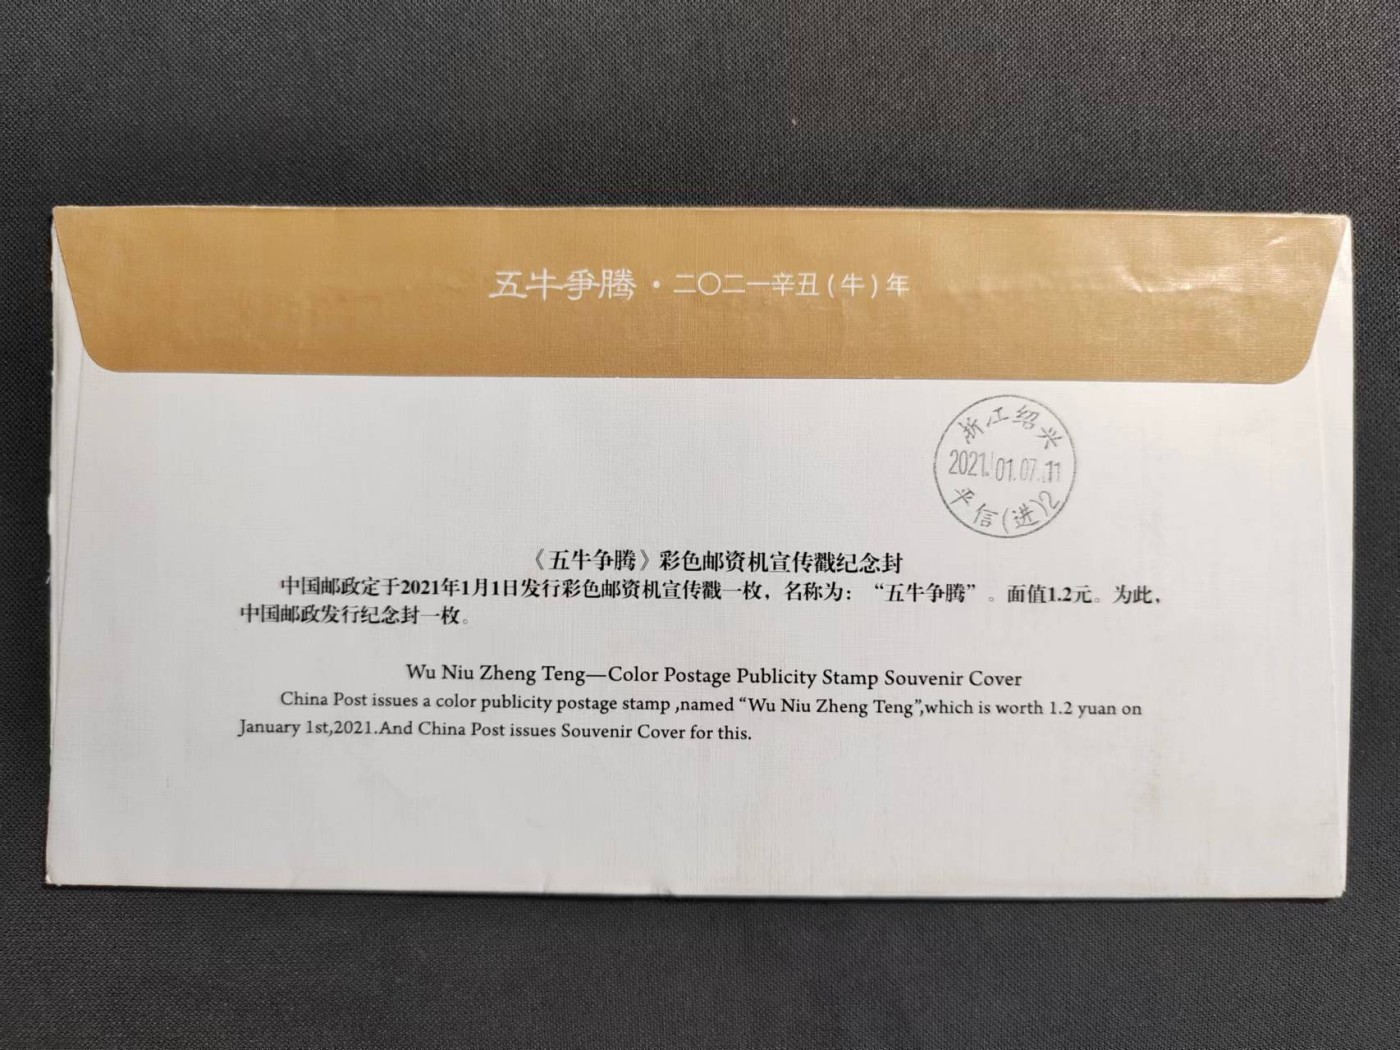 五牛爭騰·二〇二一辛丑(牛)年
浙江绍兴
2021.01.07.11
平信(进)2
《五牛争腾》彩色邮资机宣传戳纪念封
中国邮政定于2021年1月1日发行彩色邮资机宣传戳一枚，名称为：“五牛争腾”。面值1.2元。为此，
中国邮政发行纪念封一枚。
Wu Niu Zheng Teng—Color Postage Publicity Stamp Souvenir Cover
China Post issues a color publicity postage stamp ,named “Wu Niu Zheng Teng”,which is worth 1.2 yuan on
January 1st,2021.And China Post issues Souvenir Cover for this.